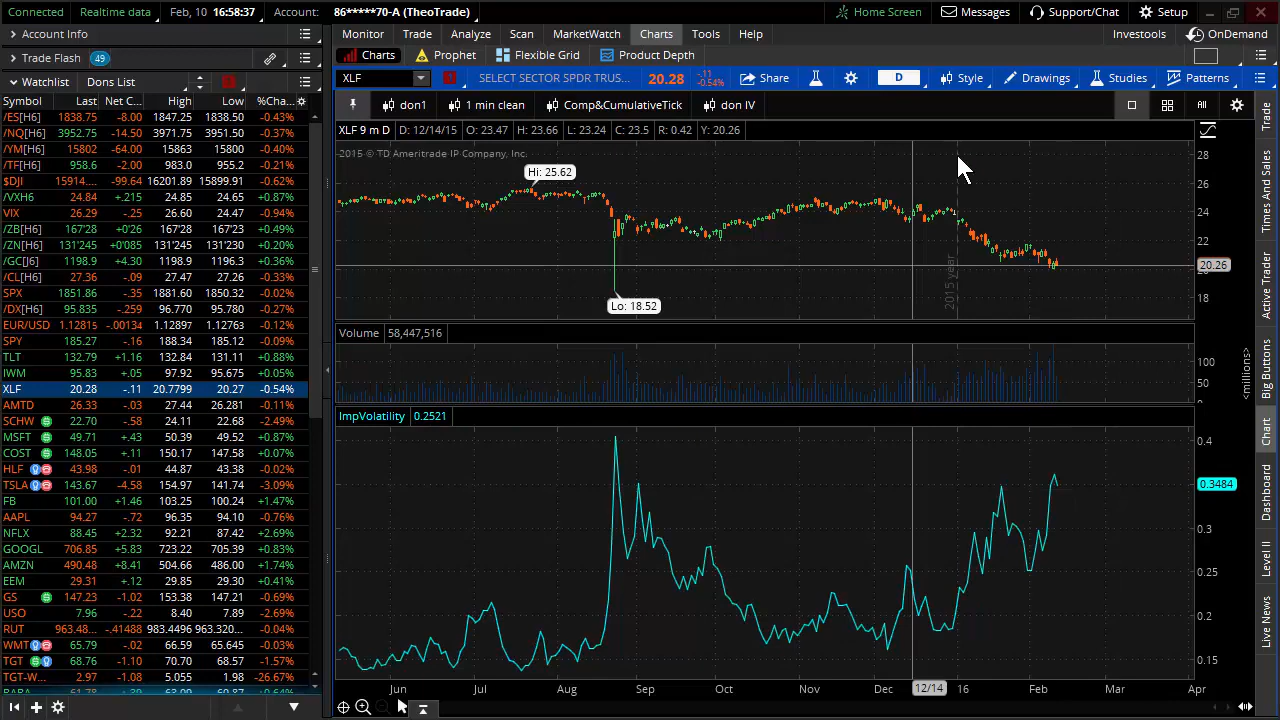 Connected Realtime data Feb, 10 16:58:37 Account: 86*****70-A (TheoTrade) Home Screen Messages Support/Chat Setup
Account Info
Monitor Trade Analyze Scan MarketWatch Charts Tools Help Investools OnDemand
Trade Flash 49
Charts Prophet Flexible Grid Product Depth
Watchlist Dons List
XLF SELECT SECTOR SPDR TRUS... 20.28 -.11 -0.54% Share D Style Drawings Studies Patterns
Symbol Last Net C... High Low %Cha...
don1 1 min clean Comp&CumulativeTick don IV All
/ES[H6] 1838.75 -8.00 1847.25 1838.50 -0.43%
/NQ[H6] 3952.75 -14.50 3971.75 3951.50 -0.37%
/YM[H6] 15802 -64.0 15863 15800 -0.40%
/TF[H6] 958.6 -2.00 983.0 955.2 -0.21%
$DJI 15914.... -99.64 16201.89 15899.91 -0.62%
/VXH6 24.84 +.215 24.85 24.65 +0.87%
VIX 26.29 -.25 26.60 24.47 -0.94%
/ZB[H6] 167'28 +0'26 167'28 167'23 +0.49%
/ZN[H6] 131'245 +0'085 131'245 131'230 +0.20%
/GC[J6] 1198.9 +4.30 1198.9 1196.3 +0.36%
/CL[H6] 27.36 -.09 27.47 27.26 -0.33%
SPX 1851.86 -.35 1881.60 1850.32 -0.02%
/DX[H6] 95.835 -.259 96.770 95.780 -0.27%
EUR/USD 1.12815 -.00134 1.12897 1.12763 -0.12%
SPY 185.27 -.16 188.34 185.12 -0.09%
TLT 132.79 +1.16 132.84 131.11 +0.88%
IWM 95.83 +.05 97.92 95.675 +0.05%
XLF 20.28 -.11 20.7799 20.27 -0.54%
AMTD 26.33 -.03 27.44 26.281 -0.11%
SCHW 22.70 -.58 24.11 22.68 -2.49%
MSFT 49.71 +.43 50.39 49.52 +0.87%
COST 148.05 +.11 150.17 147.58 +0.07%
HLF 43.98 -.01 44.87 43.38 -0.02%
TSLA 143.67 -4.58 154.97 141.74 -3.09%
FB 101.00 +1.46 103.25 100.24 +1.47%
AAPL 94.27 -.72 96.35 94.10 -0.76%
NFLX 88.45 +2.32 92.21 87.42 +2.69%
GOOGL 706.85 +5.83 723.22 705.39 +0.83%
AMZN 490.48 +8.41 504.66 486.00 +1.74%
EEM 29.31 +.12 29.85 29.30 +0.41%
GS 147.23 -1.02 153.38 147.21 -0.69%
USO 7.96 -.22 8.40 7.89 -2.69%
RUT 963.48... -.41488 983.4496 963.320... -0.04%
WMT 65.79 -.02 66.59 65.645 -0.03%
TGT 68.76 -1.10 70.70 68.57 -1.57%
TGT-W... 2.97 -1.08 5.055 1.98 -26.67%
XLF 9 m D D: 12/14/15 O: 23.47 H: 23.66 L: 23.24 C: 23.5 R: 0.42 Y: 20.26
2015 © TD Ameritrade IP Company, Inc.
Hi: 25.62
Lo: 18.52
2015 year
28
26
24
22
20.26
18
Volume 58,447,516
100
50
<millions>
ImpVolatility 0.2521
0.4
0.3484
0.3
0.25
0.2
0.15
Jun Jul Aug Sep Oct Nov Dec 12/14 16 Feb Mar Apr
Trade
Times And Sales
Active Trader
Big Buttons
Chart
Dashboard
Level II
Live News